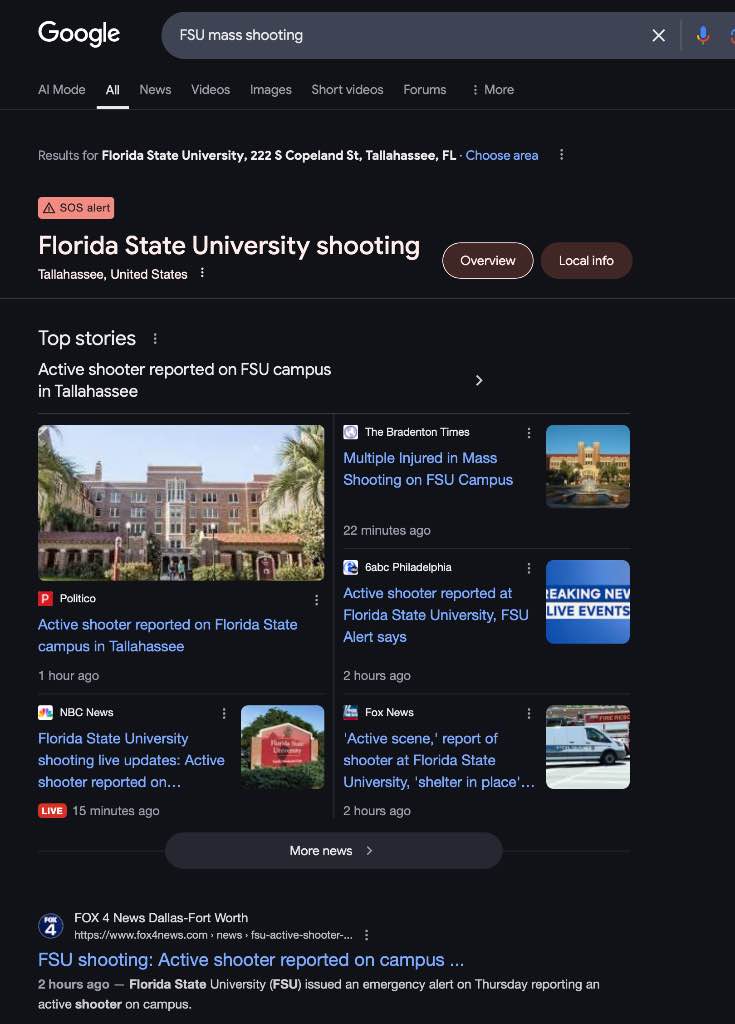 Google
FSU mass shooting
AI Mode
All
News
Videos
Images
Short videos
Forums
More
Results for Florida State University, 222 S Copeland St, Tallahassee, FL · Choose area
SOS alert
Florida State University shooting
Tallahassee, United States
Overview
Local info
Top stories
Active shooter reported on FSU campus
in Tallahassee
Politico
Active shooter reported on Florida State
campus in Tallahassee
1 hour ago
The Bradenton Times
Multiple Injured in Mass
Shooting on FSU Campus
22 minutes ago
6abc Philadelphia
Active shooter reported at
Florida State University, FSU
Alert says
REAKING NEV
LIVE EVENTS
2 hours ago
NBC News
Florida State University
shooting live updates: Active
shooter reported on...
Florida State
University
LIVE 15 minutes ago
Fox News
'Active scene,' report of
shooter at Florida State
University, 'shelter in place'...
FIRE RESC
2 hours ago
More news
FOX 4 News Dallas-Fort Worth
https://www.fox4news.com › news › fsu-active-shooter-...
FSU shooting: Active shooter reported on campus ...
2 hours ago — Florida State University (FSU) issued an emergency alert on Thursday reporting an
active shooter on campus.